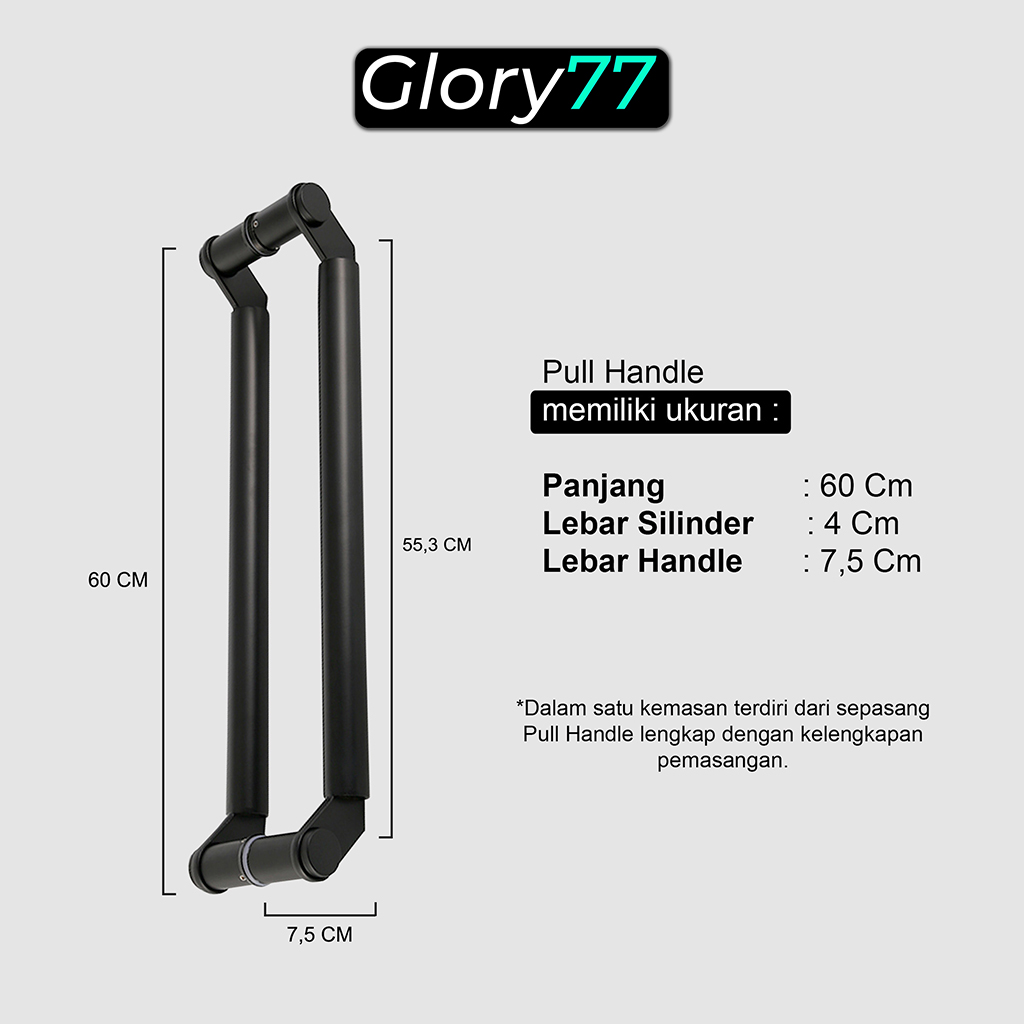 Glory77
Pull Handle
memiliki ukuran :
Panjang : 60 Cm
Lebar Silinder : 4 Cm
Lebar Handle : 7,5 Cm
55,3 CM
60 CM
*Dalam satu kemasan terdiri dari sepasang
Pull Handle lengkap dengan kelengkapan
pemasangan.
7,5 CM